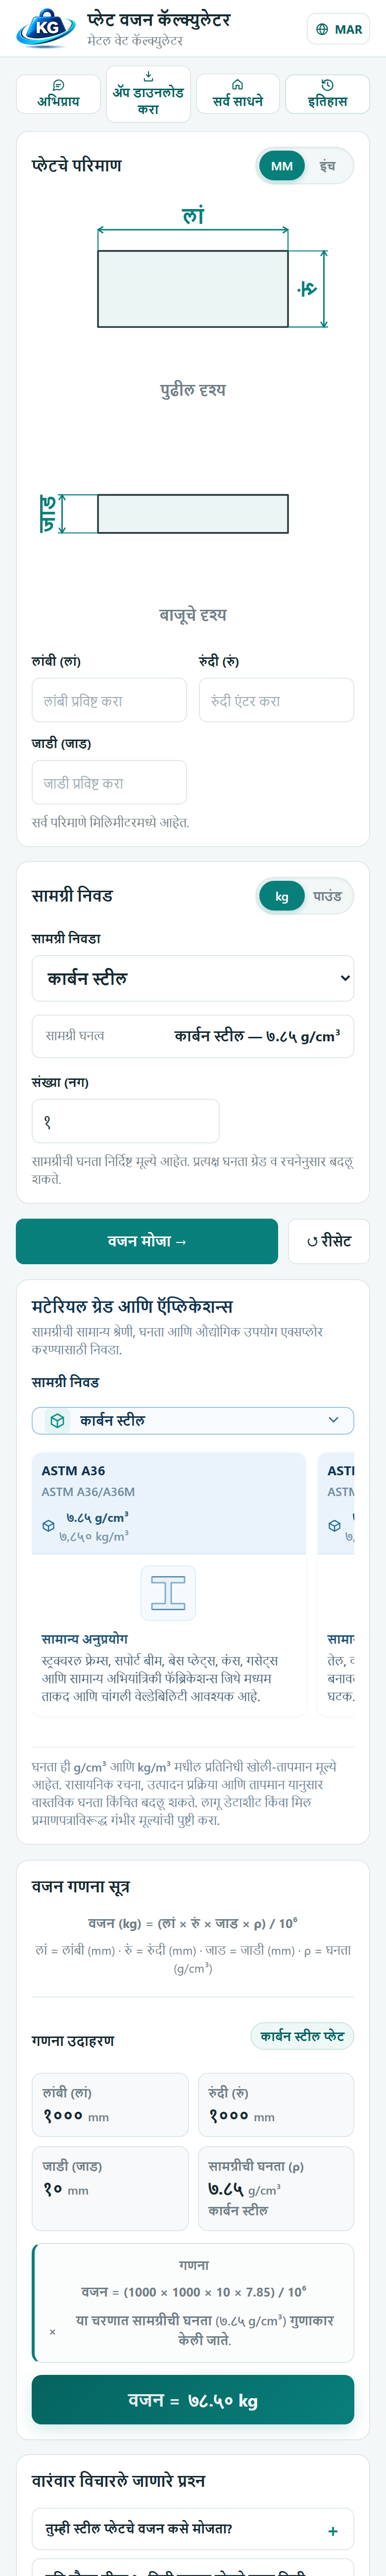 KG
प्लेट वजन कॅल्क्युलेटर
मेटल वेट कॅल्क्युलेटर
MAR
अभिप्राय
ॲप डाउनलोड
करा
सर्व साधने
इतिहास
प्लेटचे परिमाण
MM
इंच
लां
रुं
पुढील दृश्य
जाड
बाजूचे दृश्य
लांबी (लां)
रुंदी (रुं)
लांबी प्रविष्ट करा
रुंदी एंटर करा
जाडी (जाड)
जाडी प्रविष्ट करा
सर्व परिमाणे मिलिमीटरमध्ये आहेत.
सामग्री निवड
kg
पाउंड
सामग्री निवडा
कार्बन स्टील
सामग्री घनत्व
कार्बन स्टील — ७.८५ g/cm³
संख्या (नग)
१
सामग्रीची घनता निर्दिष्ट मूल्ये आहेत. प्रत्यक्ष घनता ग्रेड व रचनेनुसार बदलू
शकते.
वजन मोजा →
↺ रीसेट
मटेरियल ग्रेड आणि ऍप्लिकेशन्स
सामग्रीची सामान्य श्रेणी, घनता आणि औद्योगिक उपयोग एक्सप्लोर
करण्यासाठी निवडा.
सामग्री निवड
कार्बन स्टील
ASTM A36
ASTM A36/A36M
७.८५ g/cm³
७,८५० kg/m³
सामान्य अनुप्रयोग
स्ट्रक्चरल फ्रेम्स, सपोर्ट बीम, बेस प्लेट्स, कंस, गसेट्स
आणि सामान्य अभियांत्रिकी फॅब्रिकेशन्स जिथे मध्यम
ताकद आणि चांगली वेल्डेबिलिटी आवश्यक आहे.
तेल,
घटक.
घनता ही g/cm³ आणि kg/m³ मधील प्रतिनिधी खोली-तापमान मूल्ये
आहेत. रासायनिक रचना, उत्पादन प्रक्रिया आणि तापमान यानुसार
वास्तविक घनता किंचित बदलू शकते. लागू डेटाशीट किंवा मिल
प्रमाणपत्राविरूद्ध गंभीर मूल्यांची पुष्टी करा.
वजन गणना सूत्र
वजन (kg) = (लां × रुं × जाड × ρ) / 10⁶
लां = लांबी (mm) · रुं = रुंदी (mm) · जाड = जाडी (mm) · ρ = घनता
(g/cm³)
गणना उदाहरण
कार्बन स्टील प्लेट
लांबी (लां)
१००० mm
रुंदी (रुं)
१००० mm
जाडी (जाड)
१० mm
सामग्रीची घनता (ρ)
७.८५ g/cm³
कार्बन स्टील
गणना
वजन = (1000 × 1000 × 10 × 7.85) / 10⁶
× या चरणात सामग्रीची घनता (७.८५ g/cm³) गुणाकार
केली जाते.
वजन = ७८.५० kg
वारंवार विचारले जाणारे प्रश्न
तुम्ही स्टील प्लेटचे वजन कसे मोजता?
+